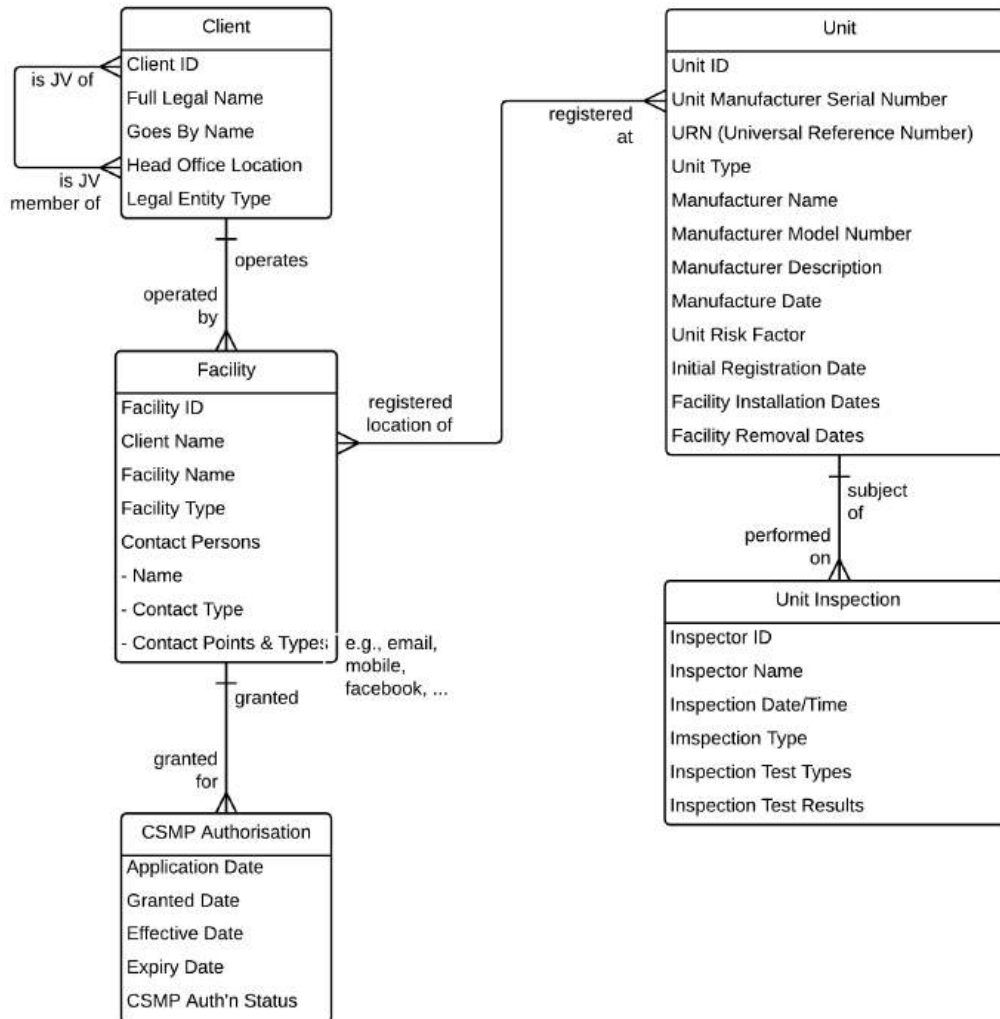 Client
Client ID
Full Legal Name
Goes By Name
Head Office Location
Legal Entity Type
is JV of
is JV
member of
operates
operated
by
Facility
Facility ID
Client Name
Facility Name
Facility Type
Contact Persons
- Name
- Contact Type
- Contact Points & Types
e.g., email,
mobile,
facebook, ...
registered
location of
registered
at
granted
granted
for
CSMP Authorisation
Application Date
Granted Date
Effective Date
Expiry Date
CSMP Auth'n Status
Unit
Unit ID
Unit Manufacturer Serial Number
URN (Universal Reference Number)
Unit Type
Manufacturer Name
Manufacturer Model Number
Manufacturer Description
Manufacture Date
Unit Risk Factor
Initial Registration Date
Facility Installation Dates
Facility Removal Dates
subject
of
performed
on
Unit Inspection
Inspector ID
Inspector Name
Inspection Date/Time
Imspection Type
Inspection Test Types
Inspection Test Results